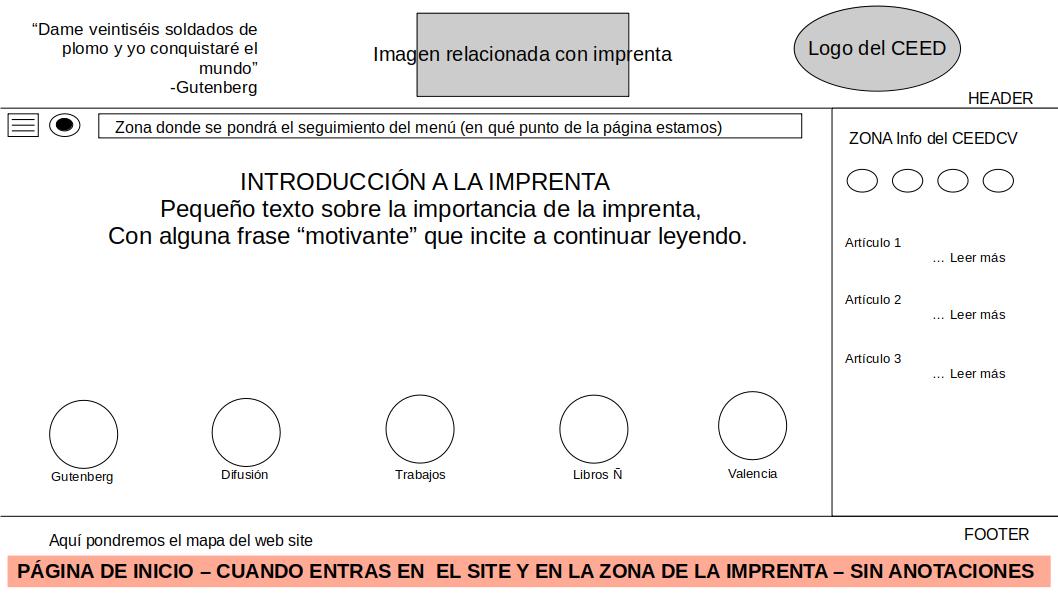 “Dame veintiséis soldados de
plomo y yo conquistaré el
mundo”
-Gutenberg
Imagen relacionada con imprenta
Logo del CEED
HEADER
Zona donde se pondrá el seguimiento del menú (en qué punto de la página estamos)
ZONA Info del CEEDCV
INTRODUCCIÓN A LA IMPRENTA
Pequeño texto sobre la importancia de la imprenta,
Con alguna frase “motivante” que incite a continuar leyendo.
Artículo 1
… Leer más
Artículo 2
… Leer más
Artículo 3
… Leer más
Gutenberg
Difusión
Trabajos
Libros Ñ
Valencia
Aquí pondremos el mapa del web site
FOOTER
PÁGINA DE INICIO – CUANDO ENTRAS EN  EL SITE Y EN LA ZONA DE LA IMPRENTA – SIN ANOTACIONES